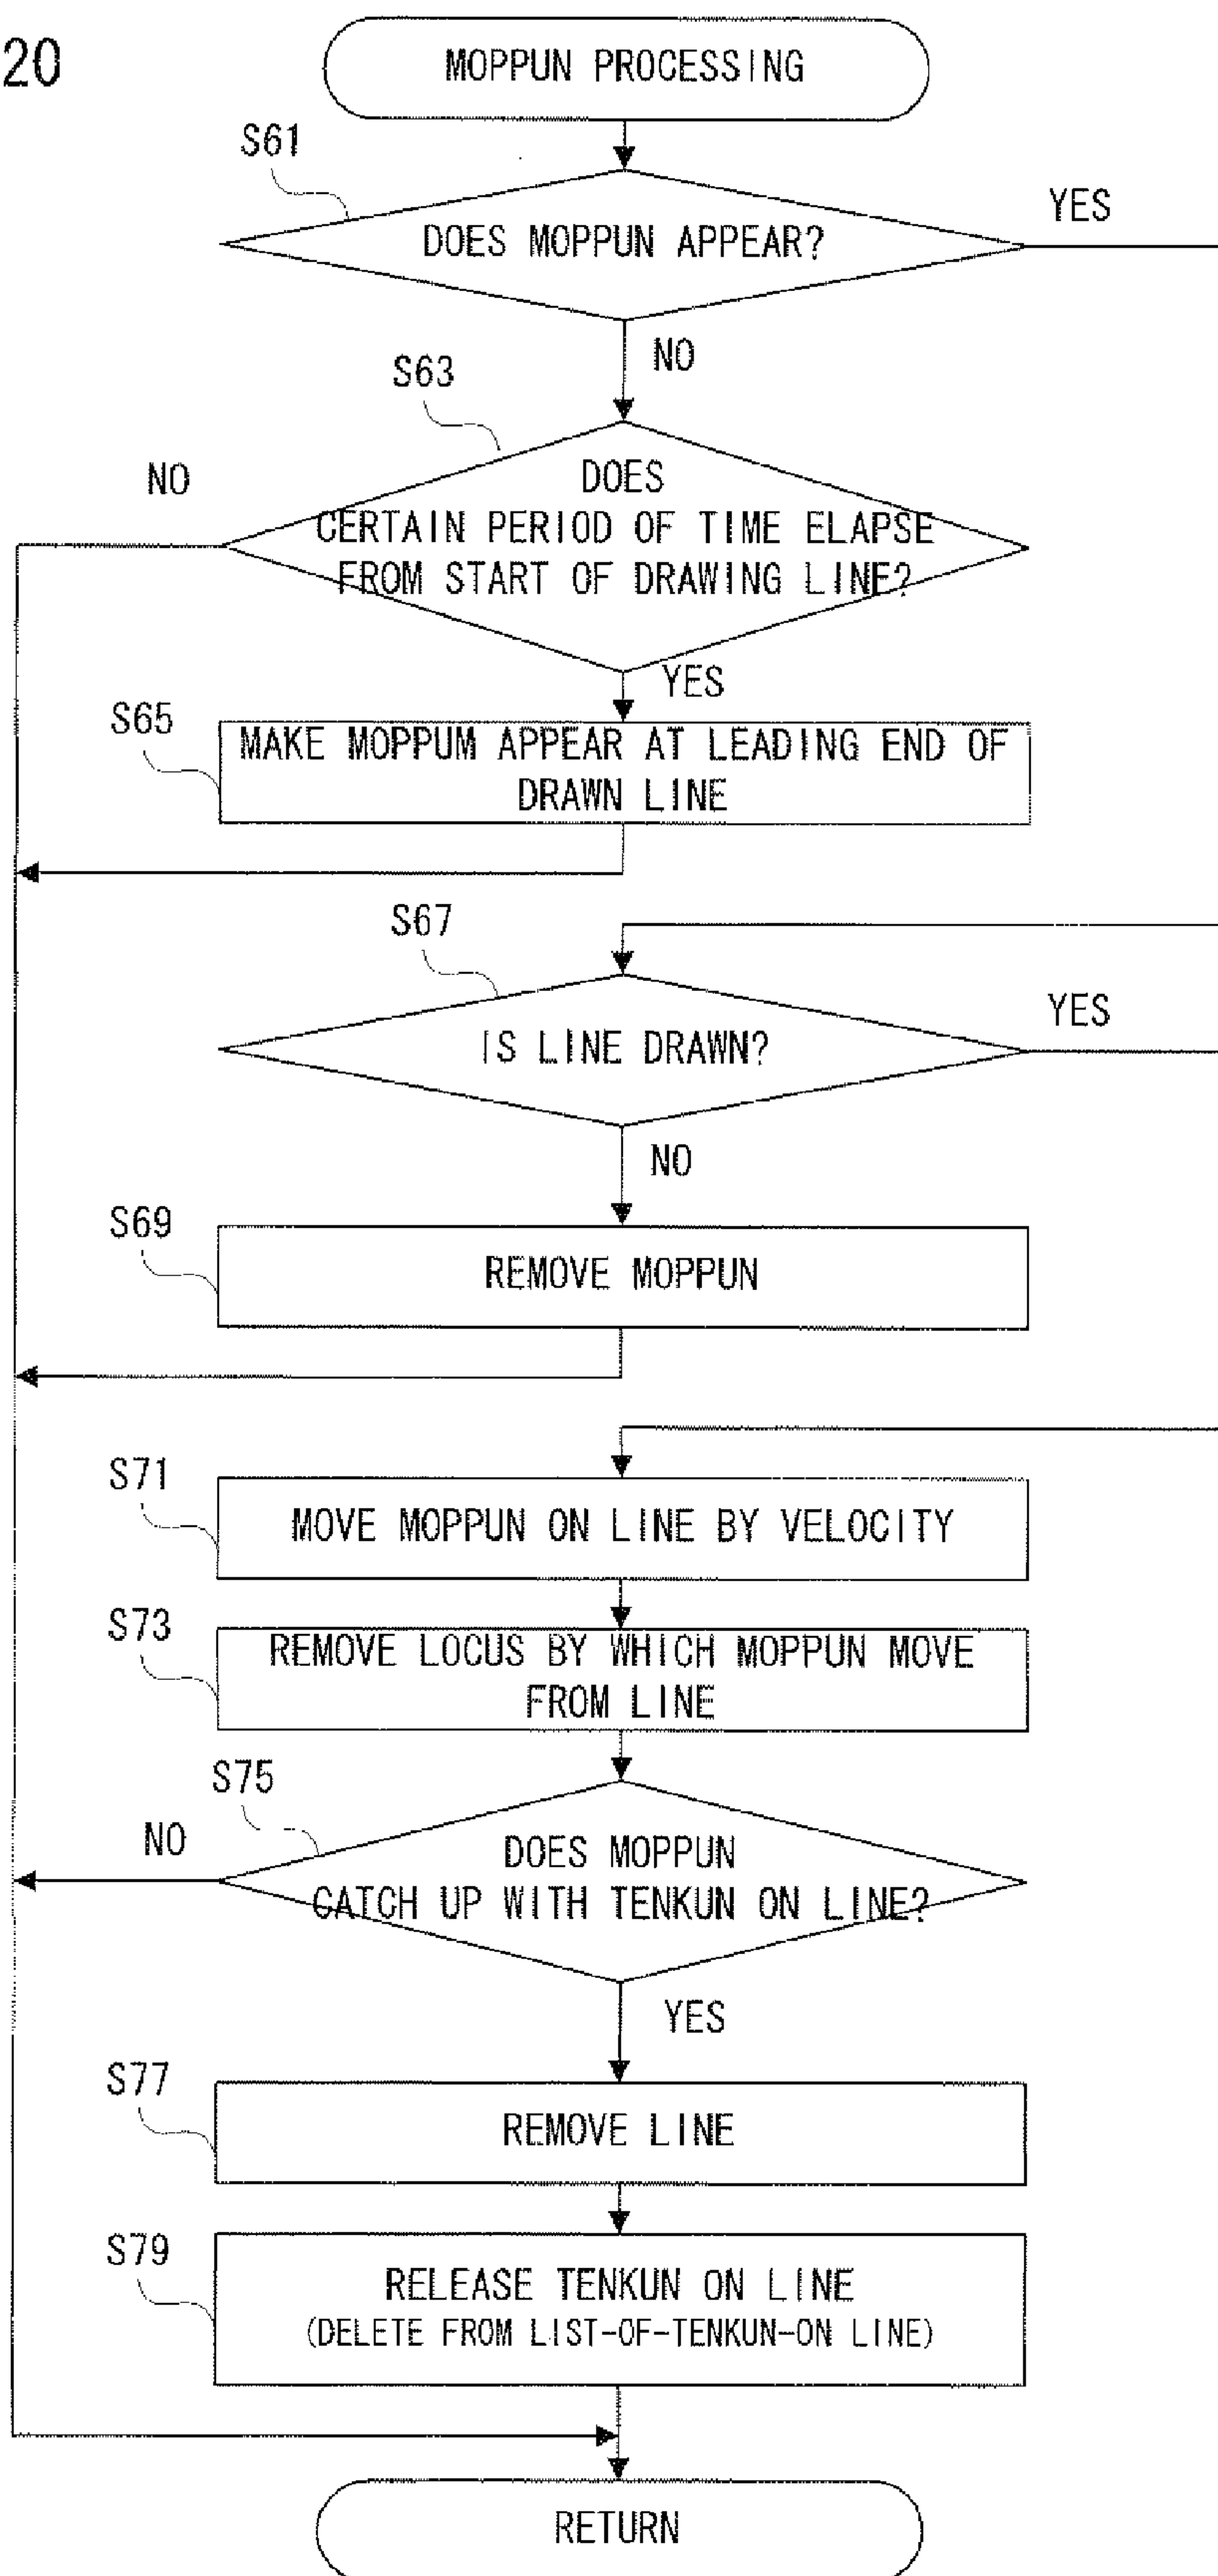 20
MOPPUN PROCESSING
S61
DOES MOPPUN APPEAR?
YES
NO
S63
DOES
CERTAIN PERIOD OF TIME ELAPSE
FROM START OF DRAWING LINE?
NO
YES
S65
MAKE MOPPUM APPEAR AT LEADING END OF
DRAWN LINE
S67
IS LINE DRAWN?
YES
NO
S69
REMOVE MOPPUN
S71
MOVE MOPPUN ON LINE BY VELOCITY
S73
REMOVE LOCUS BY WHICH MOPPUN MOVE
FROM LINE
S75
DOES MOPPUN
CATCH UP WITH TENKUN ON LINE?
NO
YES
S77
REMOVE LINE
S79
RELEASE TENKUN ON LINE
(DELETE FROM LIST-OF-TENKUN-ON LINE)
RETURN